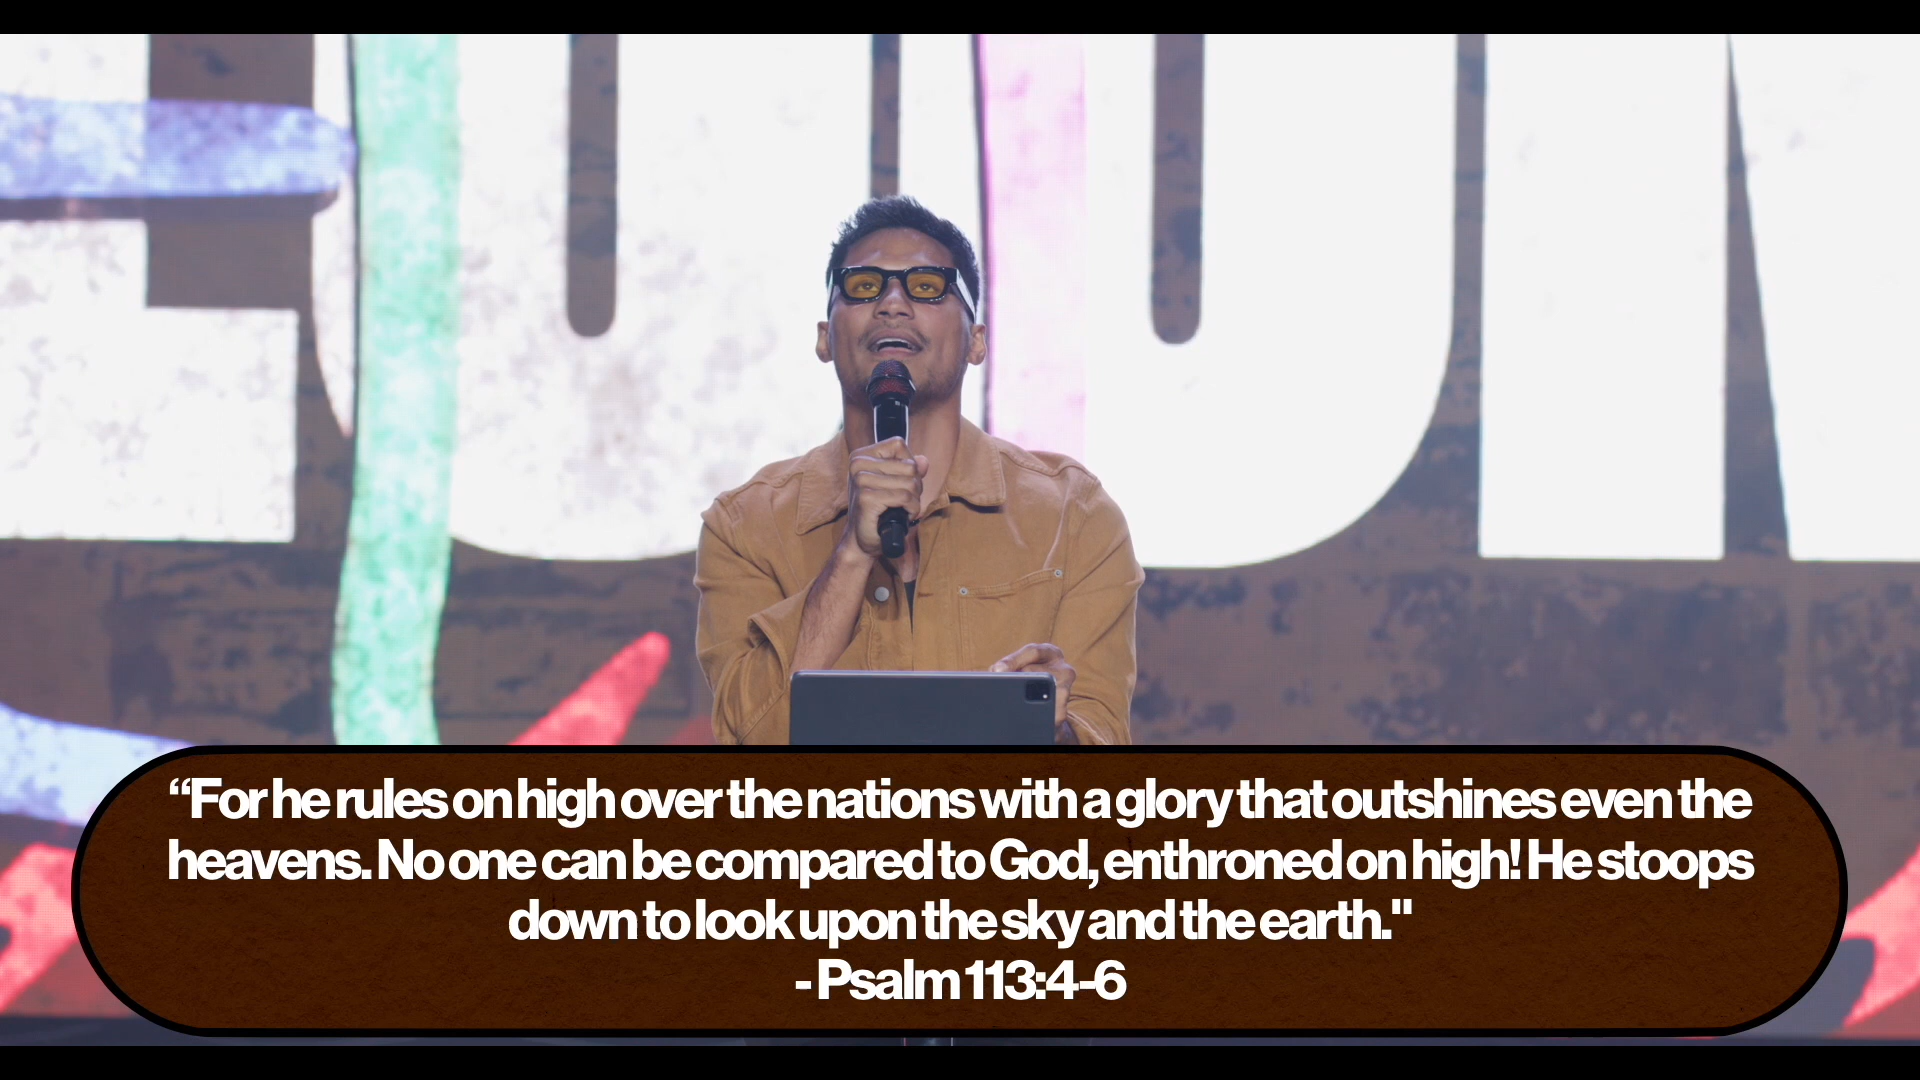 “For he rules on high over the nations with a glory that outshines even the
heavens. No one can be compared to God, enthroned on high! He stoops
down to look upon the sky and the earth."
- Psalm 113:4-6